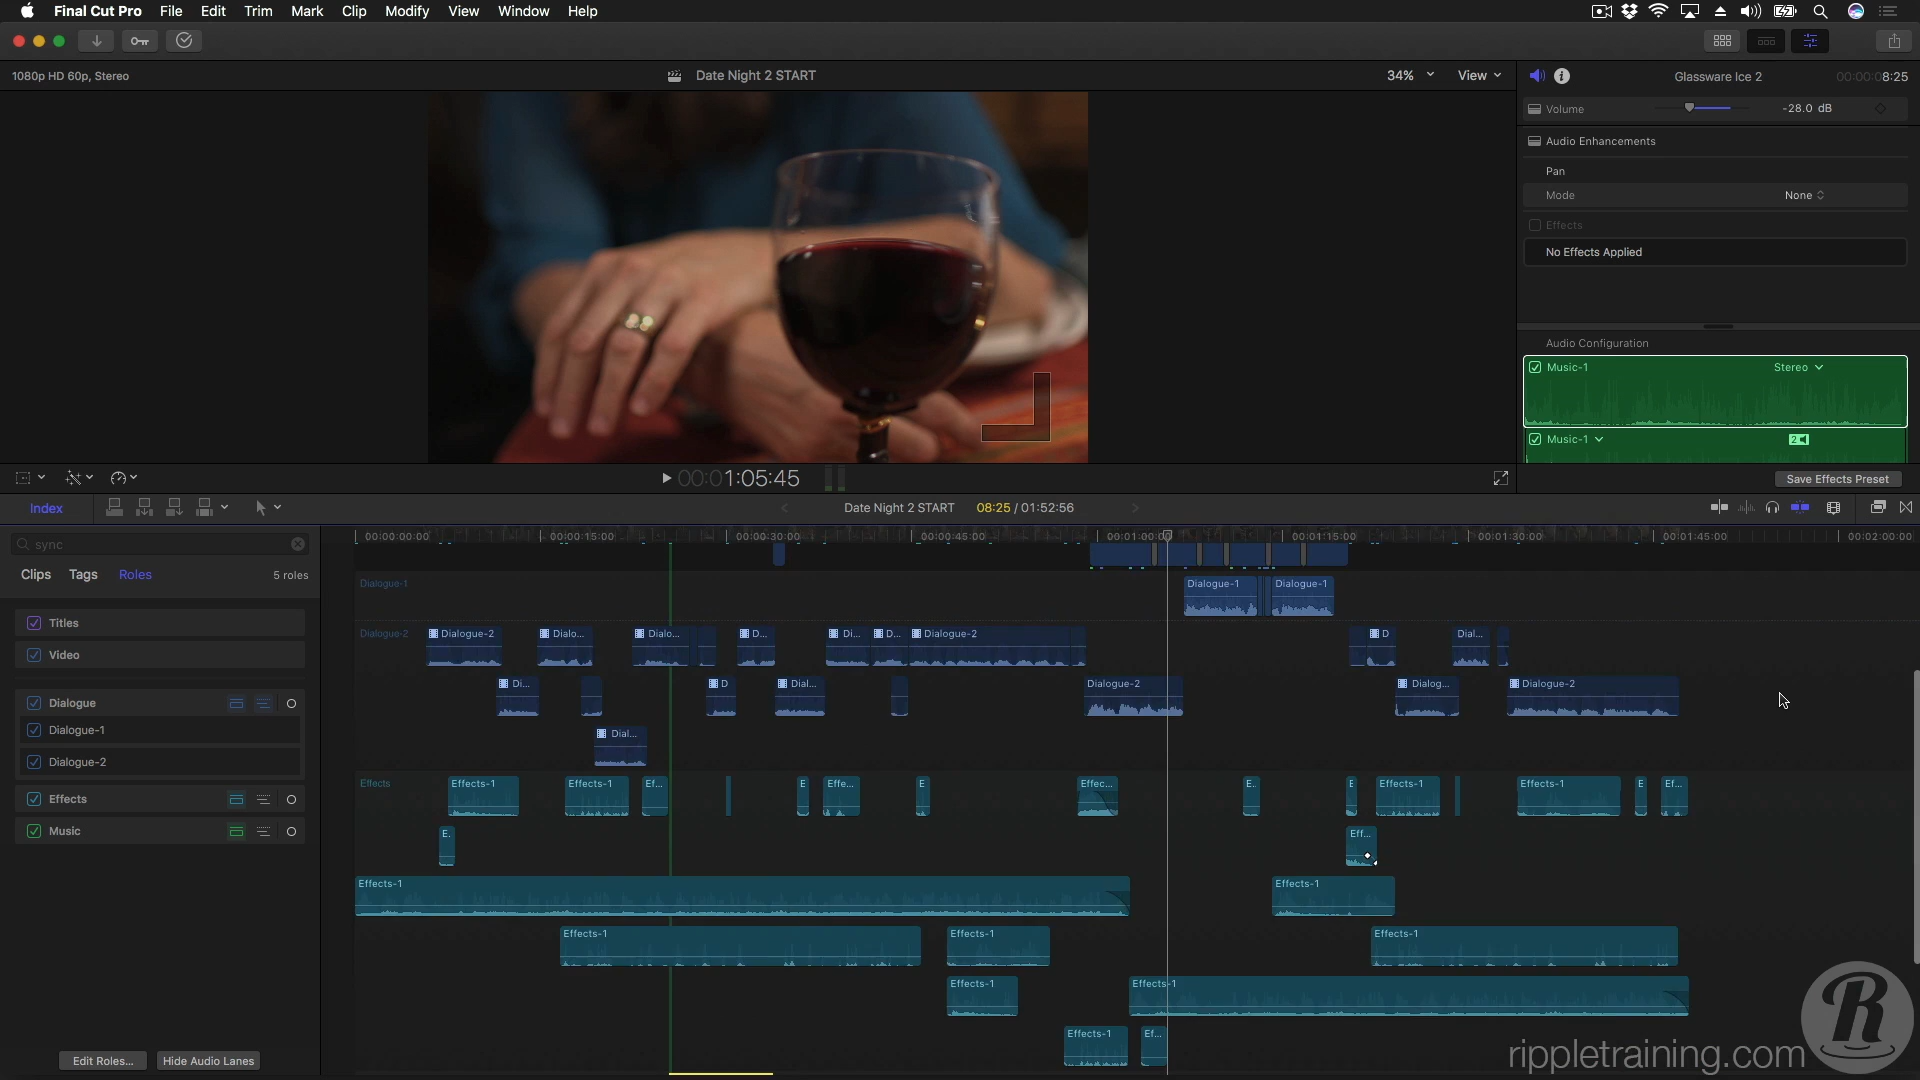 Final Cut Pro File Edit Trim Mark Clip Modify View Window Help
1080p HD 60p, Stereo
Date Night 2 START
34%
View
Glassware Ice 2
00:00:08:25
Volume
-28.0 dB
Audio Enhancements
Pan
Mode
None
Effects
No Effects Applied
Audio Configuration
Music-1
Stereo
Music-1
2
Save Effects Preset
00:01:05:45
Index
Date Night 2 START
08:25 / 01:52:56
sync
Clips Tags Roles
5 roles
Titles
Video
Dialogue
Dialogue-1
Dialogue-2
Effects
Music
Edit Roles...
Hide Audio Lanes
00:00:00:00 00:00:15:00 00:00:30:00 00:00:45:00 00:01:00:00 00:01:15:00 00:01:30:00 00:01:45:00 00:02:00:00
Dialogue-1
Dialogue-1 Dialogue-1
Dialogue-2
Dialogue-2 Dialo... Dialo... D... Di... D... Dialogue-2 D Dial...
Di... D Dial... Dialogue-2 Dialog... Dialogue-2
Dial...
Effects
Effects-1 Effects-1 Ef... E Effe... E Effec... E.. E Effects-1 Effects-1 E Ef...
E. Eff...
Effects-1 Effects-1
Effects-1 Effects-1 Effects-1
Effects-1 Effects-1
Effects-1 Ef...
rippletraining.com
R